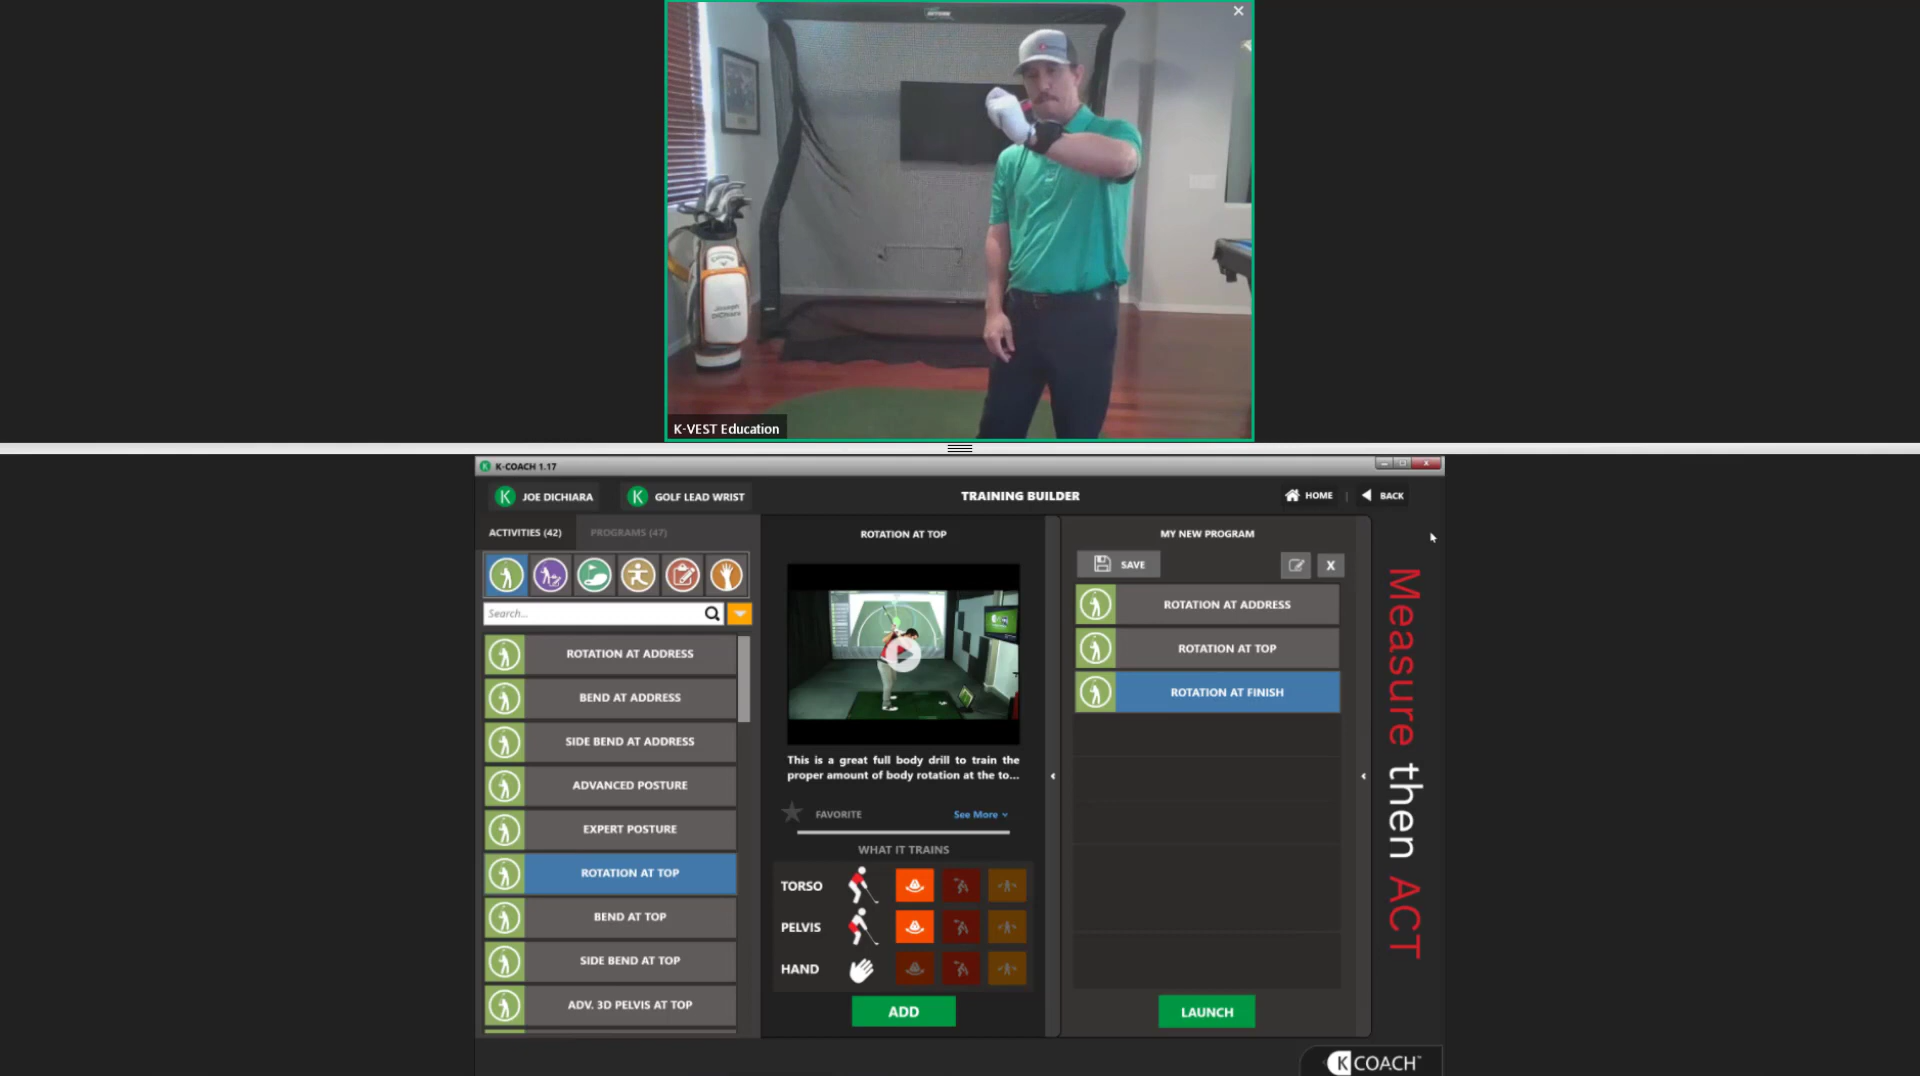 K-VEST Education
Joseph
DiChiara
K-COACH 1.17
JOE DICHIARA
GOLF LEAD WRIST
TRAINING BUILDER
HOME
BACK
ACTIVITIES (42)
PROGRAMS (47)
Search...
ROTATION AT ADDRESS
BEND AT ADDRESS
SIDE BEND AT ADDRESS
ADVANCED POSTURE
EXPERT POSTURE
ROTATION AT TOP
BEND AT TOP
SIDE BEND AT TOP
ADV. 3D PELVIS AT TOP
ROTATION AT TOP
This is a great full body drill to train the
proper amount of body rotation at the to...
FAVORITE
See More
WHAT IT TRAINS
TORSO
PELVIS
HAND
ADD
MY NEW PROGRAM
SAVE
X
ROTATION AT ADDRESS
ROTATION AT TOP
ROTATION AT FINISH
LAUNCH
Measure then ACT
K COACH™